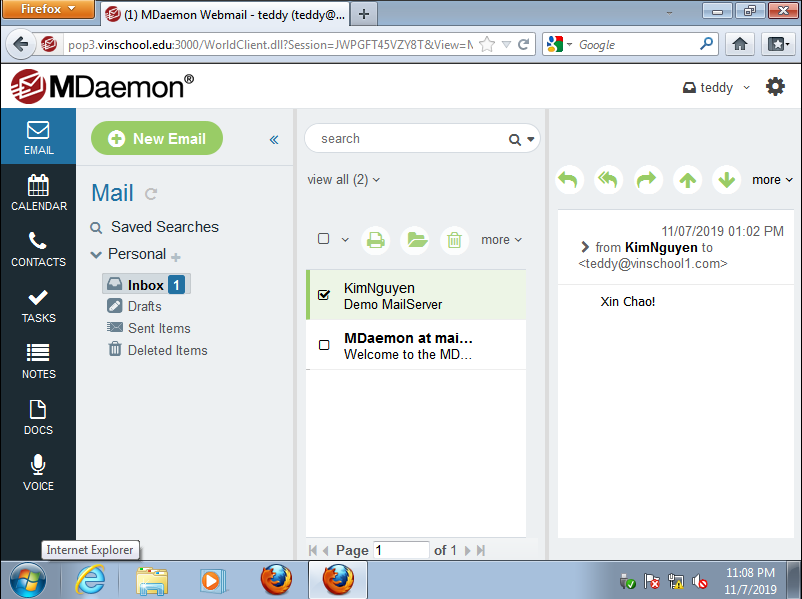 Firefox
(1) MDaemon Webmail - teddy (teddy@...
pop3.vinschool.edu:3000/WorldClient.dll?Session=JWPGFT45VZY8T&View=M
Google
MDaemon®
teddy
EMAIL
CALENDAR
CONTACTS
TASKS
NOTES
DOCS
VOICE
New Email
Mail
Saved Searches
Personal
Inbox 1
Drafts
Sent Items
Deleted Items
search
view all (2)
more
KimNguyen
Demo MailServer
MDaemon at mai...
Welcome to the MD...
Page 1 of 1
more
11/07/2019 01:02 PM
from KimNguyen to
<teddy@vinschool1.com>
Xin Chao!
Internet Explorer
11:08 PM
11/7/2019